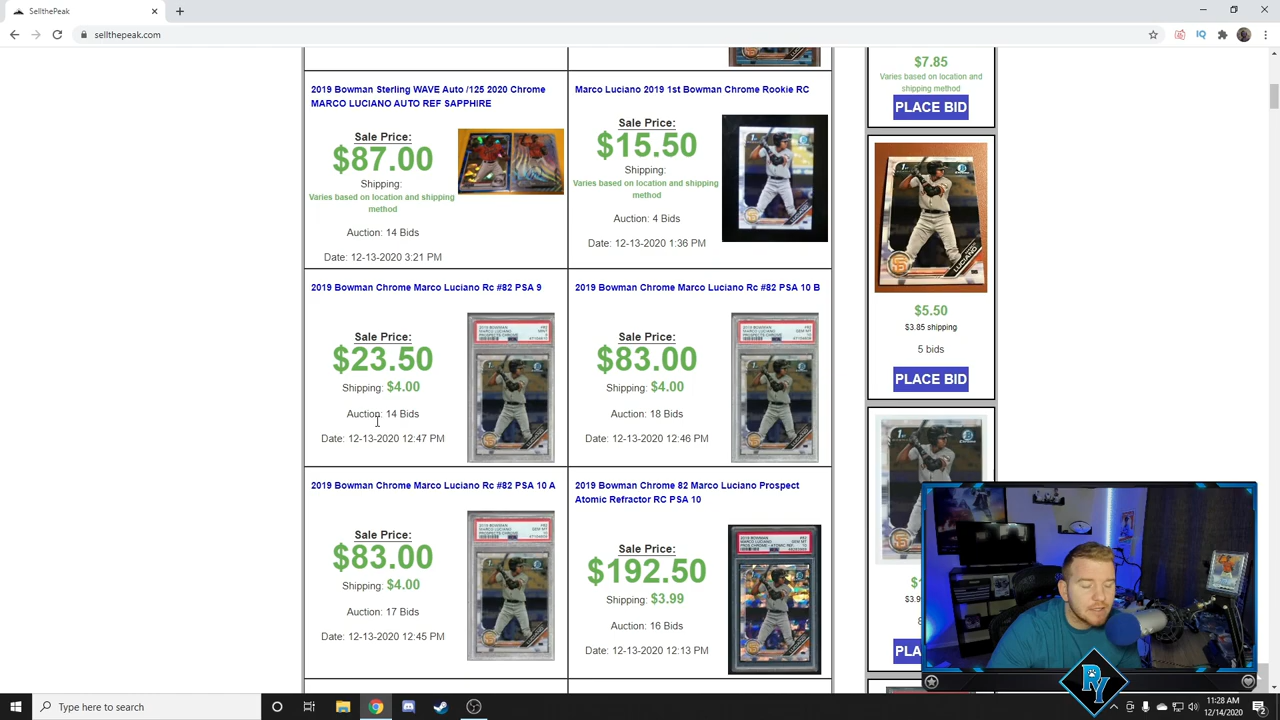 SellthePeak
sellthepeak.com
2019 Bowman Sterling WAVE Auto /125 2020 Chrome
MARCO LUCIANO AUTO REF SAPPHIRE
Sale Price:
$87.00
Shipping:
Varies based on location and shipping
method
Auction: 14 Bids
Date: 12-13-2020 3:21 PM
Marco Luciano 2019 1st Bowman Chrome Rookie RC
Sale Price:
$15.50
Shipping:
Varies based on location and shipping
method
Auction: 4 Bids
Date: 12-13-2020 1:36 PM
2019 Bowman Chrome Marco Luciano Rc #82 PSA 9
Sale Price:
$23.50
Shipping: $4.00
Auction: 14 Bids
Date: 12-13-2020 12:47 PM
2019 Bowman Chrome Marco Luciano Rc #82 PSA 10 B
Sale Price:
$83.00
Shipping: $4.00
Auction: 18 Bids
Date: 12-13-2020 12:46 PM
2019 Bowman Chrome Marco Luciano Rc #82 PSA 10 A
Sale Price:
$83.00
Shipping: $4.00
Auction: 17 Bids
Date: 12-13-2020 12:45 PM
2019 Bowman Chrome 82 Marco Luciano Prospect
Atomic Refractor RC PSA 10
Sale Price:
$192.50
Shipping: $3.99
Auction: 16 Bids
Date: 12-13-2020 12:13 PM
$7.85
Varies based on location and
shipping method
PLACE BID
LUCIANO
$5.50
$3.85 shipping
5 bids
PLACE BID
RY
Type here to search
11:28 AM
12/14/2020